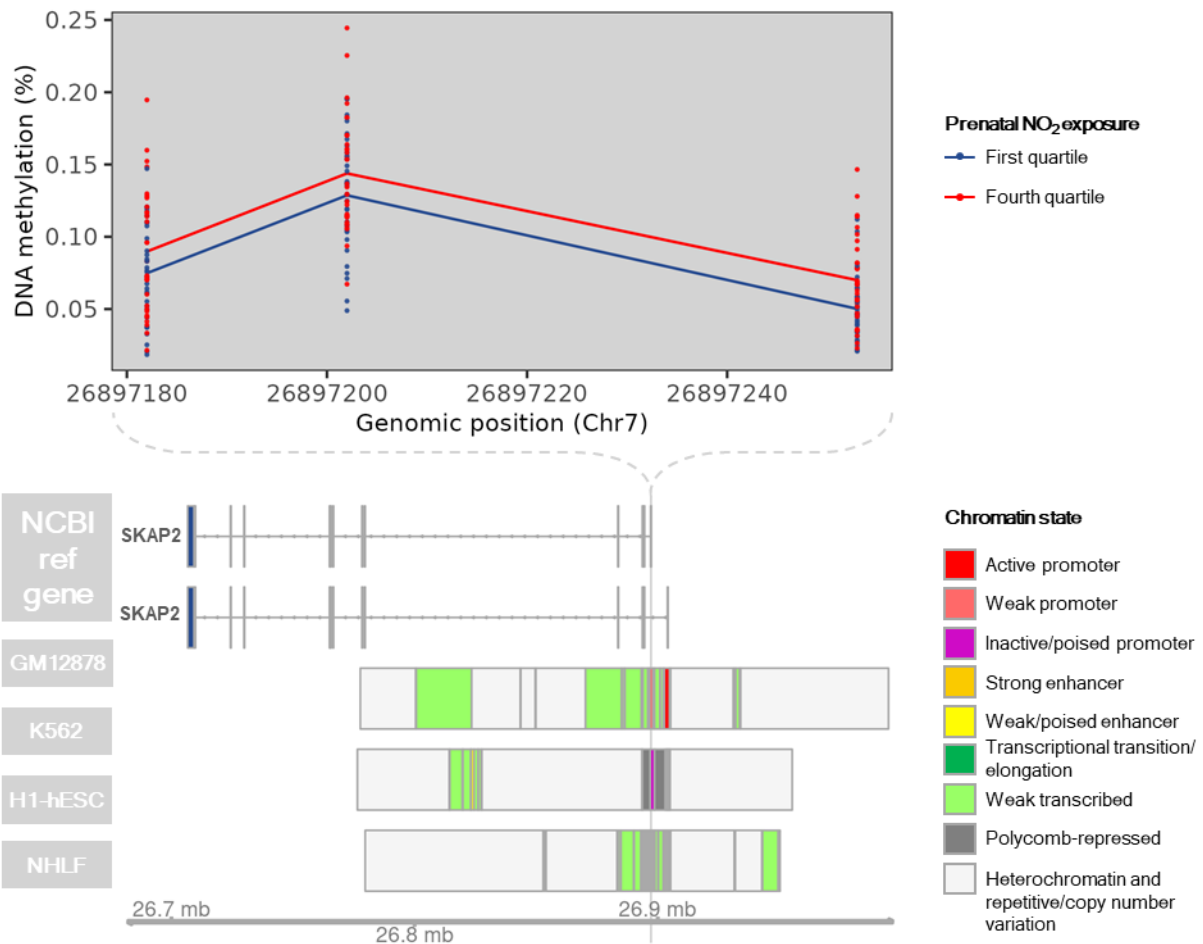 0.25
0.20
0.15
0.10
0.05
DNA methylation (%)
26897180
26897200
26897220
26897240
Genomic position (Chr7)
Prenatal NO₂ exposure
First quartile
Fourth quartile
NCBI
ref
gene
SKAP2
SKAP2
GM12878
K562
H1-hESC
NHLF
26.7 mb
26.8 mb
26.9 mb
Chromatin state
Active promoter
Weak promoter
Inactive/poised promoter
Strong enhancer
Weak/poised enhancer
Transcriptional transition/
elongation
Weak transcribed
Polycomb-repressed
Heterochromatin and
repetitive/copy number
variation